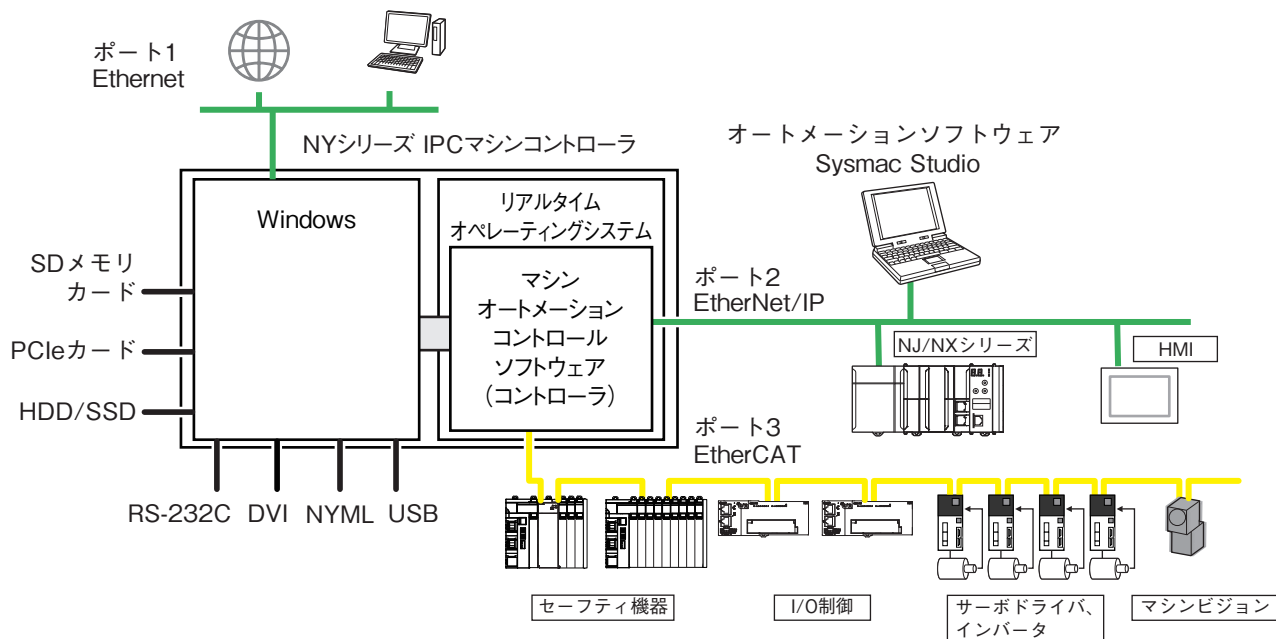 ポート1
Ethernet
NYシリーズ IPCマシンコントローラ
オートメーションソフトウェア
Sysmac Studio
Windows
リアルタイム
オペレーティングシステム
マシン
オートメーション
コントロール
ソフトウェア
(コントローラ)
SDメモリ
カード
PCIeカード
HDD/SSD
RS-232C
DVI
NYML
USB
ポート2
EtherNet/IP
NJ/NXシリーズ
HMI
ポート3
EtherCAT
セーフティ機器
I/O制御
サーボドライバ、
インバータ
マシンビジョン